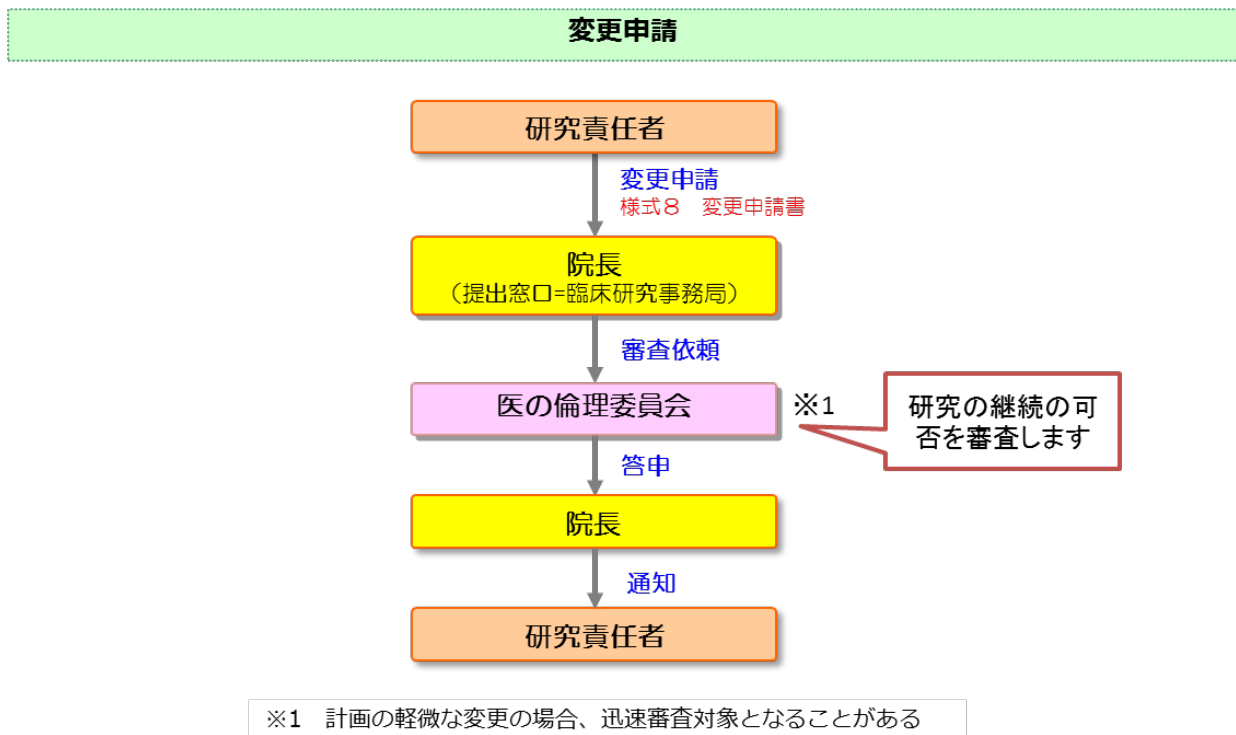 変更申請
研究責任者
変更申請
様式８　変更申請書
院長
（提出窓口=臨床研究事務局）
審査依頼
医の倫理委員会
※1
研究の継続の可
否を審査します
答申
院長
通知
研究責任者
※1　計画の軽微な変更の場合、迅速審査対象となることがある